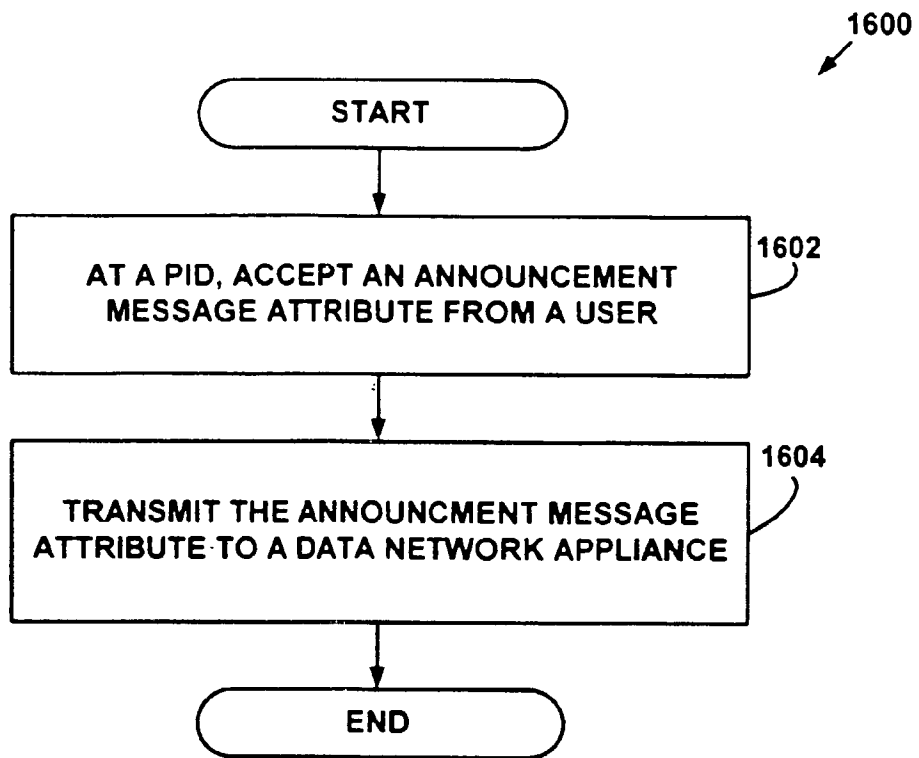 1600
START
AT A PID, ACCEPT AN ANNOUNCEMENT
MESSAGE ATTRIBUTE FROM A USER
1602
TRANSMIT THE ANNOUNCMENT MESSAGE
ATTRIBUTE TO A DATA NETWORK APPLIANCE
1604
END